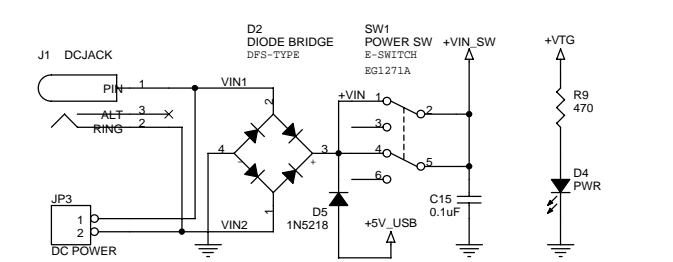 D2
DIODE BRIDGE
DFS-TYPE
SW1
POWER SW
E-SWITCH
EG1271A
+VIN_SW
+VTG
J1 DCJACK
PIN 1
VIN1
ALT 3
RING 2
2
4
3
-
+
1
+VIN
1
2
3
4
5
6
R9
470
D4
PWR
C15
0.1uF
D5
1N5218
+5V_USB
JP3
1
2
DC POWER
VIN2